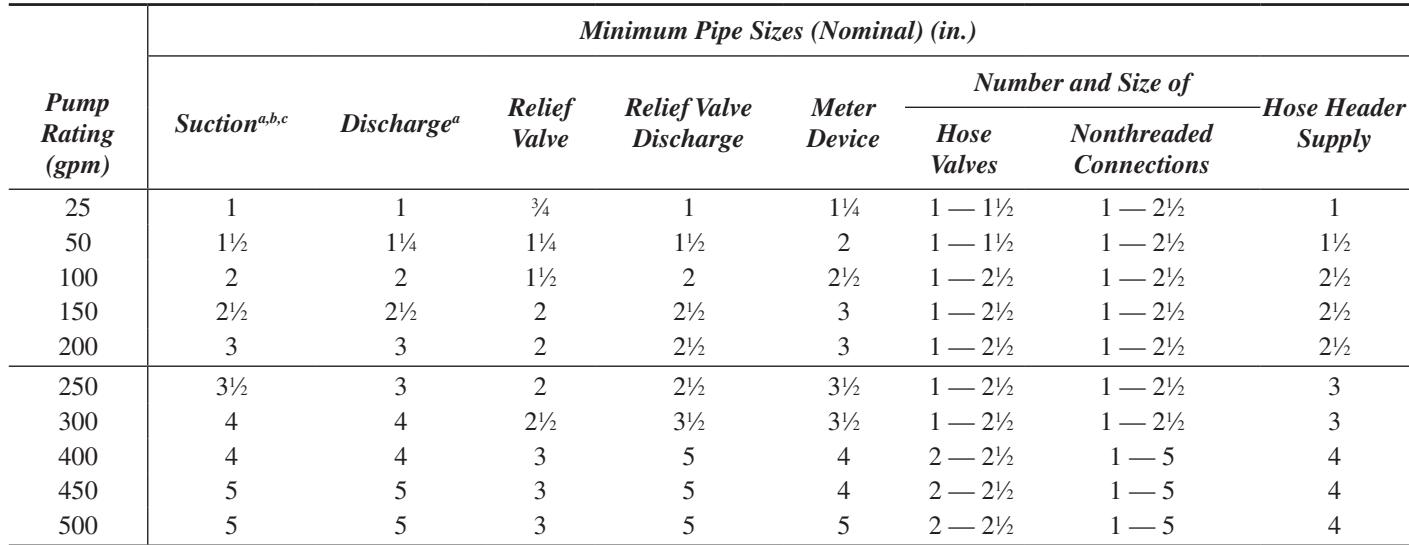 Minimum Pipe Sizes (Nominal) (in.)
Pump Rating (gpm) Suctionᵃ,ᵇ,ᶜ Dischargeᵃ Relief Valve Relief Valve Discharge Meter Device Number and Size of Hose Header Supply
Hose Valves Nonthreaded Connections
25 1 1 ¾ 1 1¼ 1 — 1½ 1 — 2½ 1
50 1½ 1¼ 1¼ 1½ 2 1 — 1½ 1 — 2½ 1½
100 2 2 1½ 2 2½ 1 — 2½ 1 — 2½ 2½
150 2½ 2½ 2 2½ 3 1 — 2½ 1 — 2½ 2½
200 3 3 2 2½ 3 1 — 2½ 1 — 2½ 2½
250 3½ 3 2 2½ 3½ 1 — 2½ 1 — 2½ 3
300 4 4 2½ 3½ 3½ 1 — 2½ 1 — 2½ 3
400 4 4 3 5 4 2 — 2½ 1 — 5 4
450 5 5 3 5 4 2 — 2½ 1 — 5 4
500 5 5 3 5 5 2 — 2½ 1 — 5 4